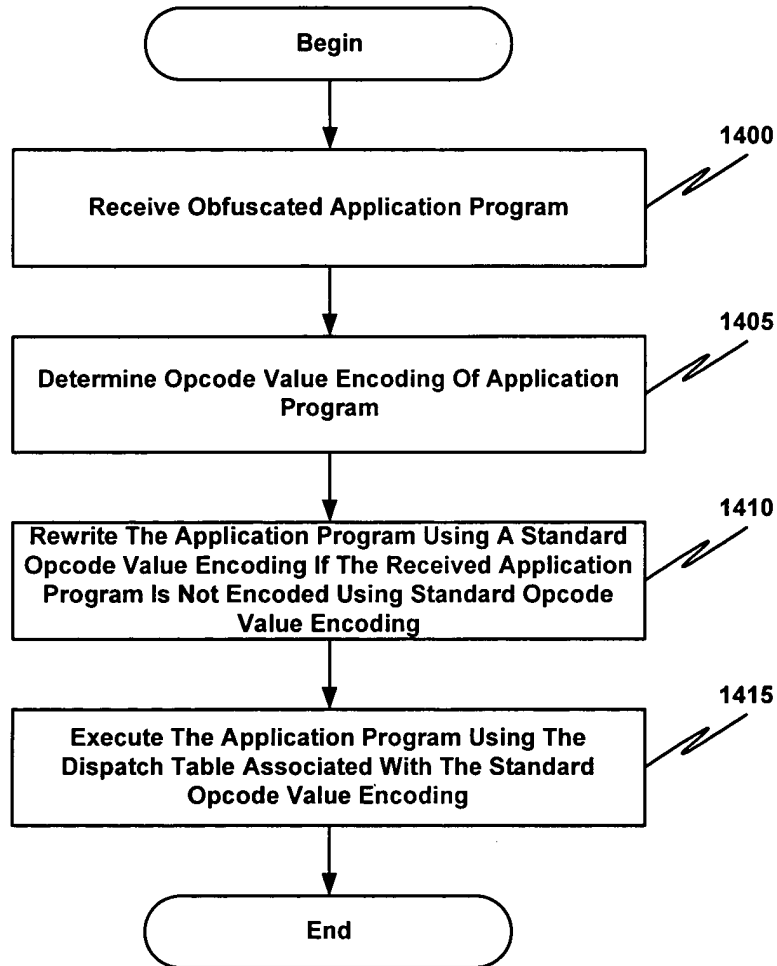 Begin
1400
Receive Obfuscated Application Program
1405
Determine Opcode Value Encoding Of Application
Program
1410
Rewrite The Application Program Using A Standard
Opcode Value Encoding If The Received Application
Program Is Not Encoded Using Standard Opcode
Value Encoding
1415
Execute The Application Program Using The
Dispatch Table Associated With The Standard
Opcode Value Encoding
End